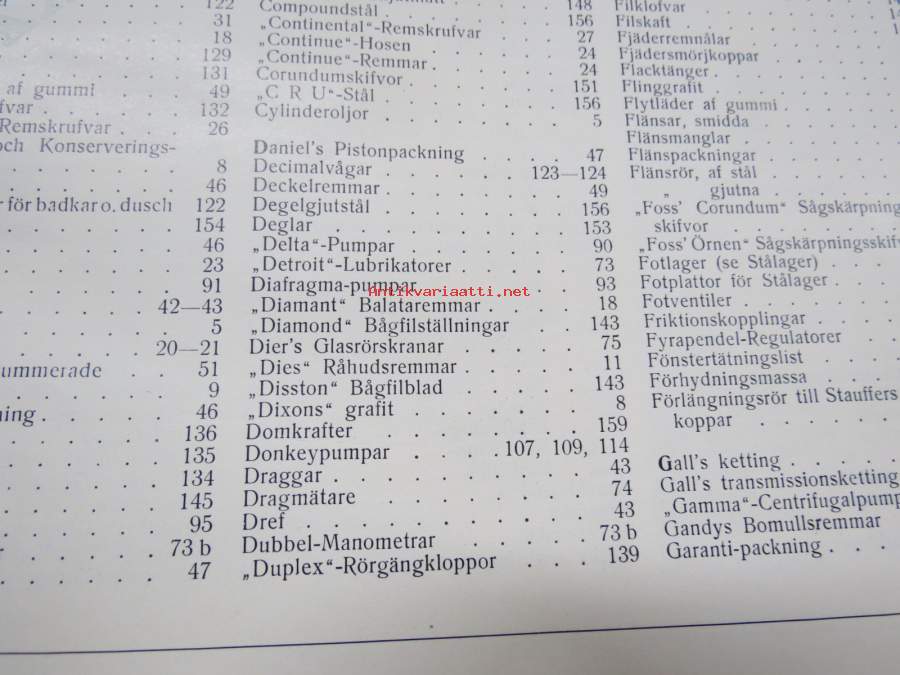 122
31
18
129
131
af gummi . . . . 49
fvar . . . . . . 132
Remskrufvar . . . 26
och Konserverings-
. . . . . . . . 8
. . . . . . . . 46
för badkar o. dusch 122
. . . . . . . . 154
. . . . . . . . 46
. . . . . . . . 23
. . . . . . . . 91
. . . . . . . 42—43
. . . . . . . . 5
. . . . . . . 20—21
ummerade . . 51
. . . . . . . . 9
ning . . . . . . 46
. . . . . . . . 136
. . . . . . . . 135
. . . . . . . . 134
. . . . . . . . 145
. . . . . . . . 95
. . . . . . . . 73 b
. . . . . . . . 47
Compoundstål . . . . . . 148
„Continental“-Remskrufvar . . 156
„Continue“-Hosen . . . . 27
„Continue“-Remmar . . . . 24
Corundumskifvor . . . . . 24
„C R U“-Stål . . . . . . 151
Cylinderoljor . . . . . . 156
5
Daniel's Pistonpackning . . . . 47
Decimalvågar . . . . . 123—124
Deckelremmar . . . . . . 49
Degelgjutstål . . . . . . 156
Deglar . . . . . . . . 153
„Delta“-Pumpar . . . . . 90
„Detroit“-Lubrikatorer . . . . 73
Diafragma-pumpar . . . . . 93
„Diamant“ Balataremmar . . . . 18
„Diamond“ Bågfilställningar . . 143
Dier's Glasrörskranar . . . . 75
„Dies“ Råhudsremmar . . . . 11
„Disston“ Bågfilblad . . . . 143
„Dixons“ grafit . . . . . . 8
Domkrafter . . . . . . 159
Donkeypumpar . . . . 107, 109, 114
Draggar . . . . . . . . 43
Dragmätare . . . . . . . 74
Dref . . . . . . . . . 43
Dubbel-Manometrar . . . . . 73 b
„Duplex“-Rörgängkloppor . . . 139
Filklofvar
Filskaft
Fjäderremnålar
Fjädersmörjkoppar
Flacktänger
Flinggrafit
Flytläder af gummi
Flänsar, smidda
Flänsmanglar
Flänspackningar
Flänsrör, af stål
„ gjutna
„Foss' Corundum“ Sågskärpning
skifvor
„Foss' Örnen“ Sågskärpningsskif
Fotlager (se Stålager)
Fotplattor för Stålager
Fotventiler
Friktionskopplingar
Fyrapendel-Regulatorer
Fönstertätningslist
Förhydningsmassa
Förlängningsrör till Stauffers
koppar
Gall's ketting
Gall's transmissionsketting
„Gamma“-Centrifugalpump
Gandys Bomullsremmar
Garanti-packning
Antikvariaatti.net